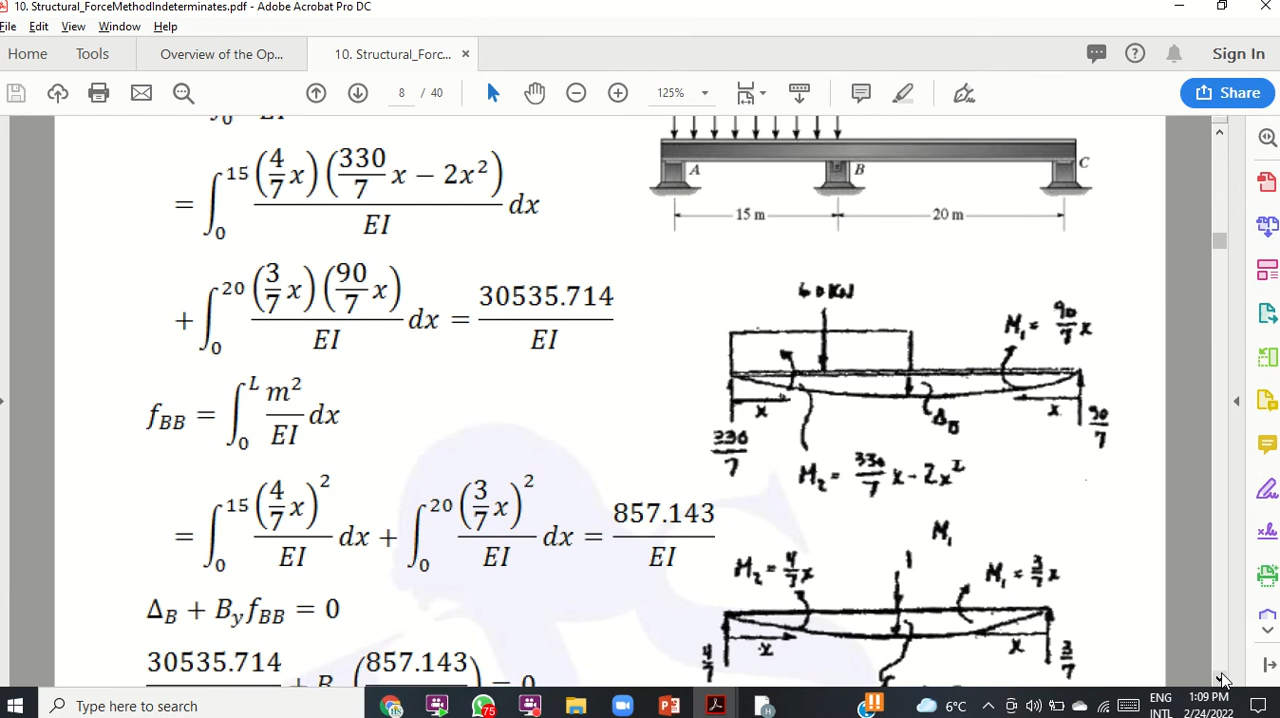 10. Structural_ForceMethodIndeterminates.pdf - Adobe Acrobat Pro DC
File Edit View Window Help
Home Tools Overview of the Op... 10. Structural_Forc... × Sign In
8 / 40 125% Share
= ∫₀¹⁵ (4/7 x)(330/7 x − 2x²)/EI dx
+ ∫₀²⁰ (3/7 x)(90/7 x)/EI dx = 30535.714/EI
f_BB = ∫₀ᴸ m²/EI dx
= ∫₀¹⁵ (4/7 x)²/EI dx + ∫₀²⁰ (3/7 x)²/EI dx = 857.143/EI
Δ_B + B_y f_BB = 0
30535.714 + B (857.143) = 0
A B C
15 m 20 m
60KN
M₁ = 90/7 x
x Δ_B x
330/7 90/7
M₂ = 330/7 x − 2x²
M₁
M₂ = 4/7 x 1 M₁ = 3/7 x
x x
4/7 3/7
Type here to search 75 6°C ENG 1:09 PM
INTL 2/24/2022